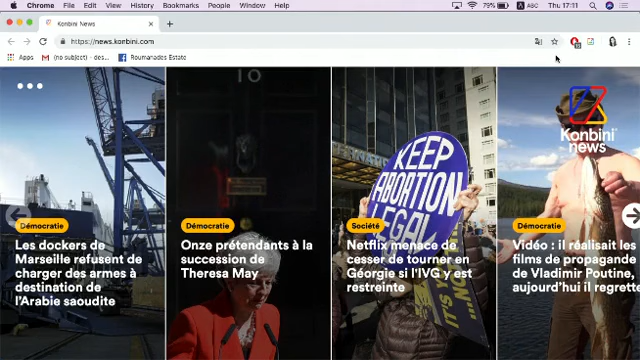 Chrome File Edit View History Bookmarks People Window Help
79% ABC Thu 17:11
Konbini News
https://news.konbini.com
Apps (no subject) - des... Roumanades Estate
10
KEEP
ABORTION
LEGAL
Konbini
news
Démocratie
Les dockers de
Marseille refusent de
charger des armes à
destination de
l'Arabie saoudite
Démocratie
Onze prétendants à la
succession de
Theresa May
Société
Netflix menace de
cesser de tourner en
Géorgie si l'IVG y est
restreinte
Démocratie
Vidéo : il réalisait les
films de propagande
de Vladimir Poutine,
aujourd'hui il regrette